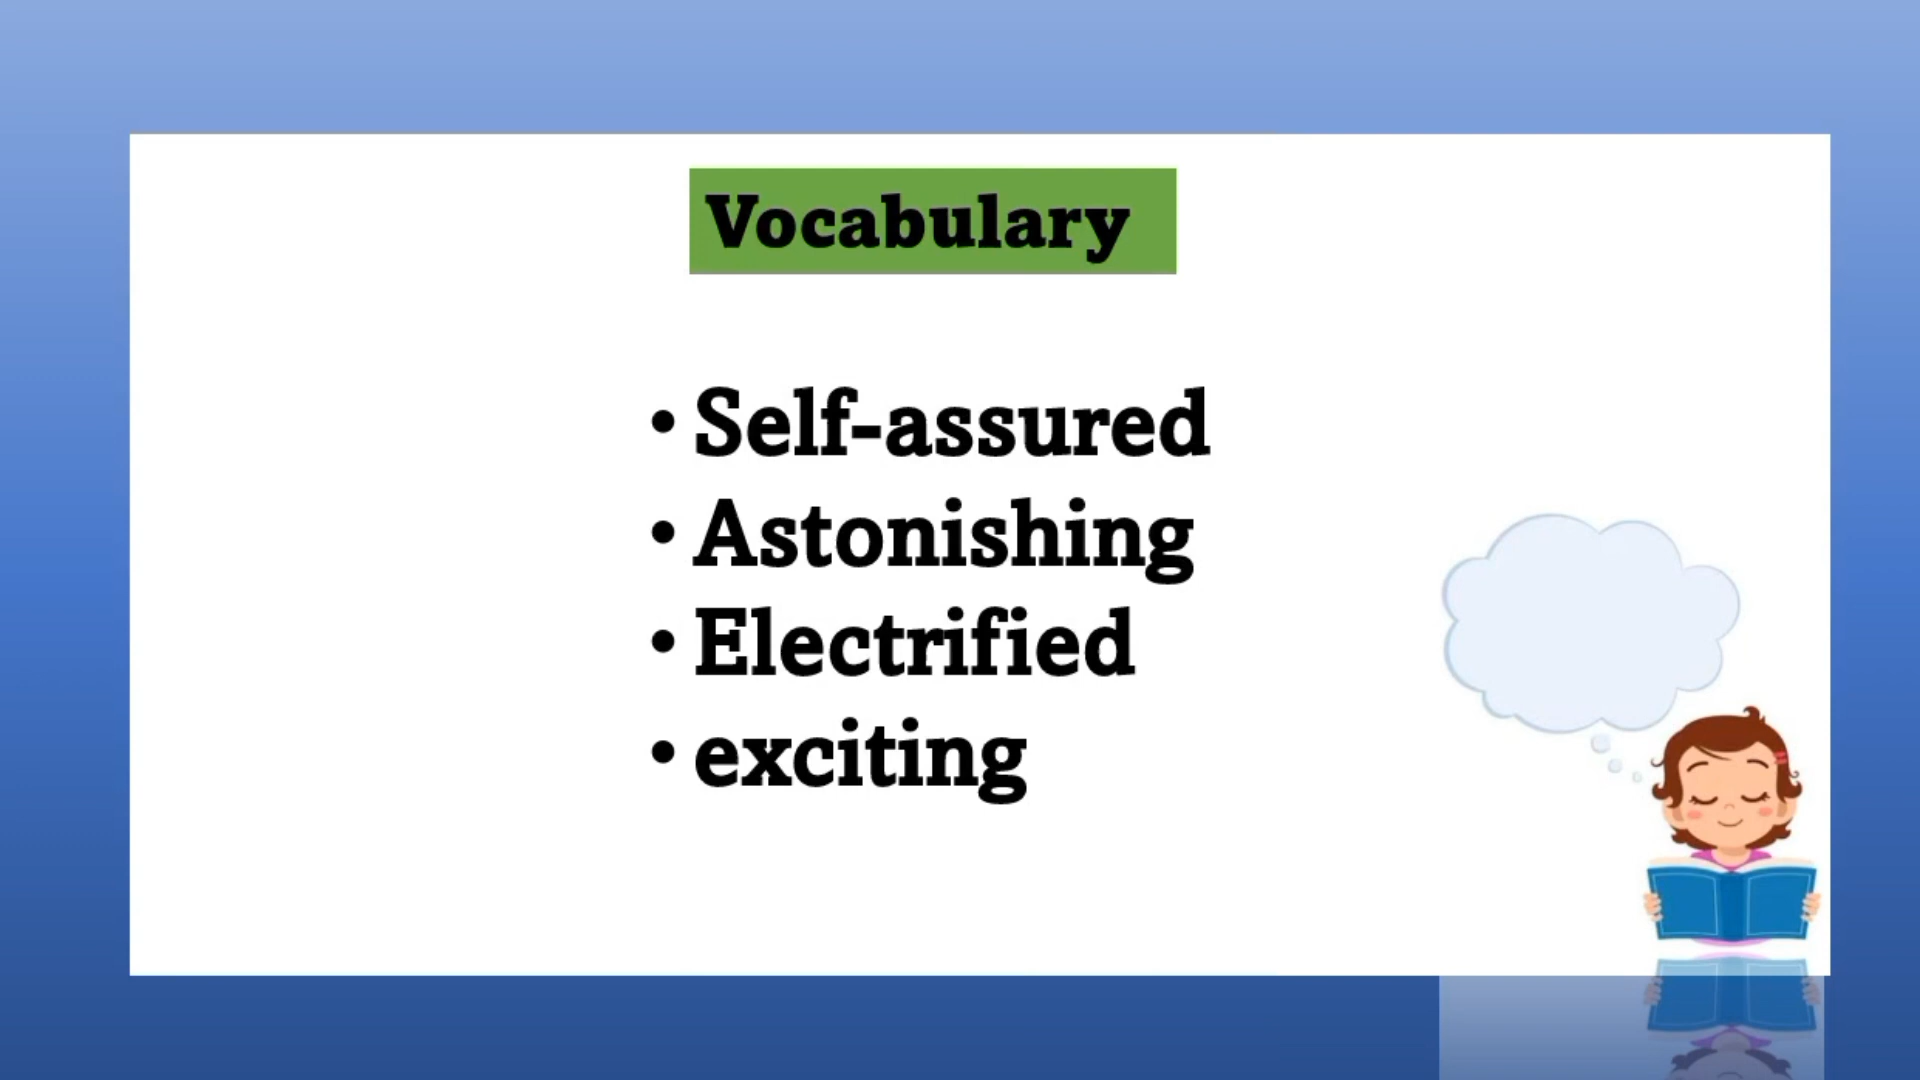 Vocabulary
• Self-assured
• Astonishing
• Electrified
• exciting